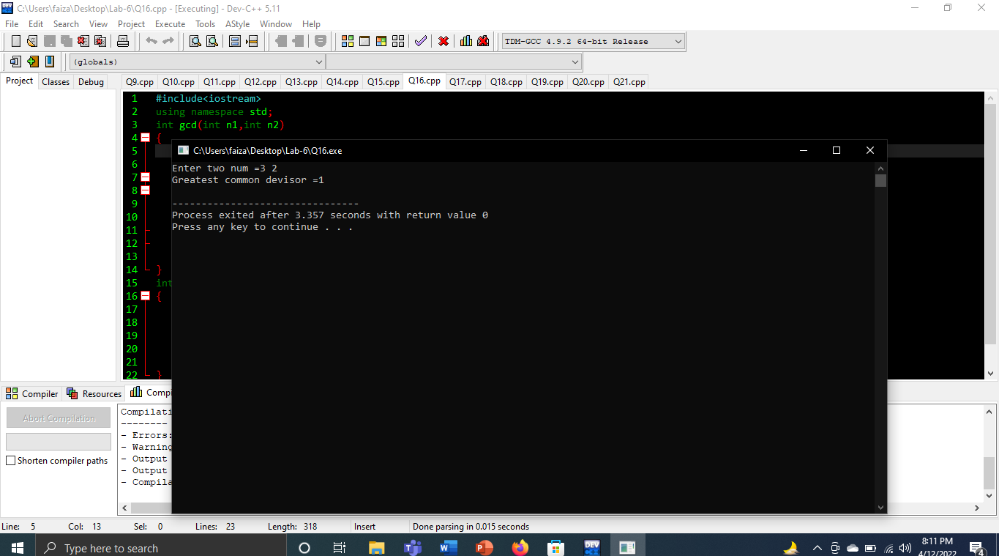 C:\Users\faiza\Desktop\Lab-6\Q16.cpp - [Executing] - Dev-C++ 5.11
File Edit Search View Project Execute Tools AStyle Window Help
TDM-GCC 4.9.2 64-bit Release
(globals)
Project Classes Debug Q9.cpp Q10.cpp Q11.cpp Q12.cpp Q13.cpp Q14.cpp Q15.cpp Q16.cpp Q17.cpp Q18.cpp Q19.cpp Q20.cpp Q21.cpp
1 #include<iostream>
2 using namespace std;
3 int gcd(int n1,int n2)
4 {
5
6
7
8
9
10
11
12
13
14 }
15 int
16 {
17
18
19
20
21
22 }
C:\Users\faiza\Desktop\Lab-6\Q16.exe
Enter two num =3 2
Greatest common devisor =1
--------------------------------
Process exited after 3.357 seconds with return value 0
Press any key to continue . . .
Compiler Resources Compi
Abort Compilation
Shorten compiler paths
Compilati
--------
- Errors:
- Warning
- Output
- Output
- Compila
Line: 5 Col: 13 Sel: 0 Lines: 23 Length: 318 Insert Done parsing in 0.015 seconds
Type here to search
8:11 PM
4/12/2022
4